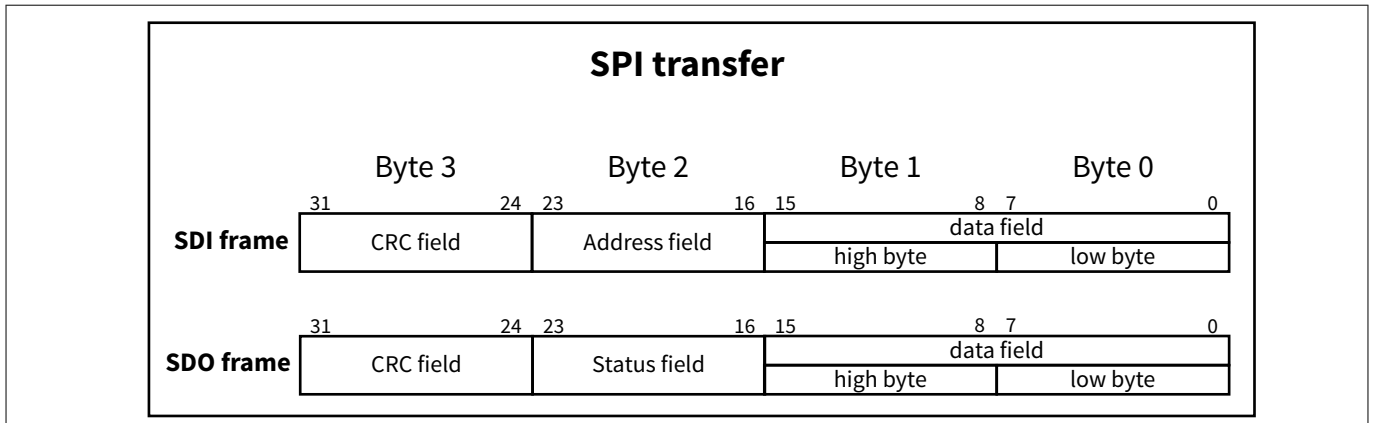 SPI transfer
Byte 3 Byte 2 Byte 1 Byte 0
31 24 23 16 15 8 7 0
SDI frame CRC field Address field data field
high byte low byte
31 24 23 16 15 8 7 0
SDO frame CRC field Status field data field
high byte low byte